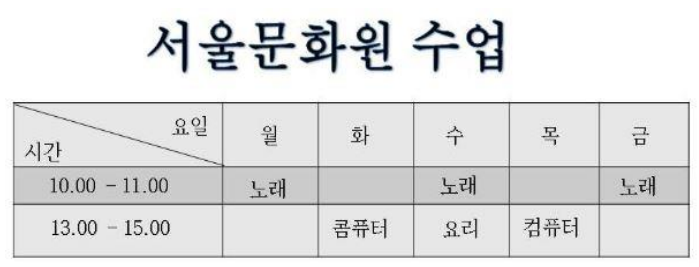 서울문화원 수업
요일
시간
월 화 수 목 금
10.00 - 11.00 노래 노래 노래
13.00 - 15.00 콤퓨터 요리 컴퓨터